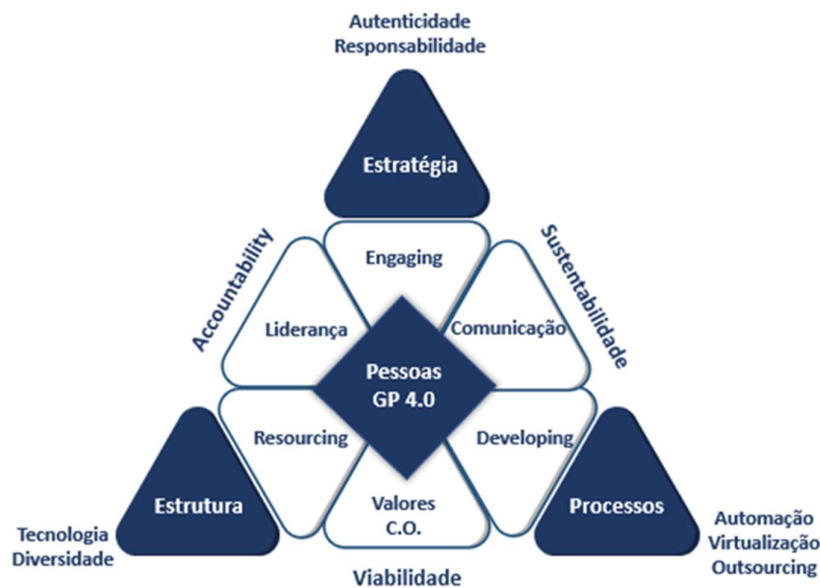 Autenticidade
Responsabilidade
Estratégia
Engaging
Accountability
Sustentabilidade
Liderança
Comunicação
Pessoas
GP 4.0
Resourcing
Developing
Estrutura
Valores
C.O.
Processos
Tecnologia
Diversidade
Automação
Virtualização
Outsourcing
Viabilidade